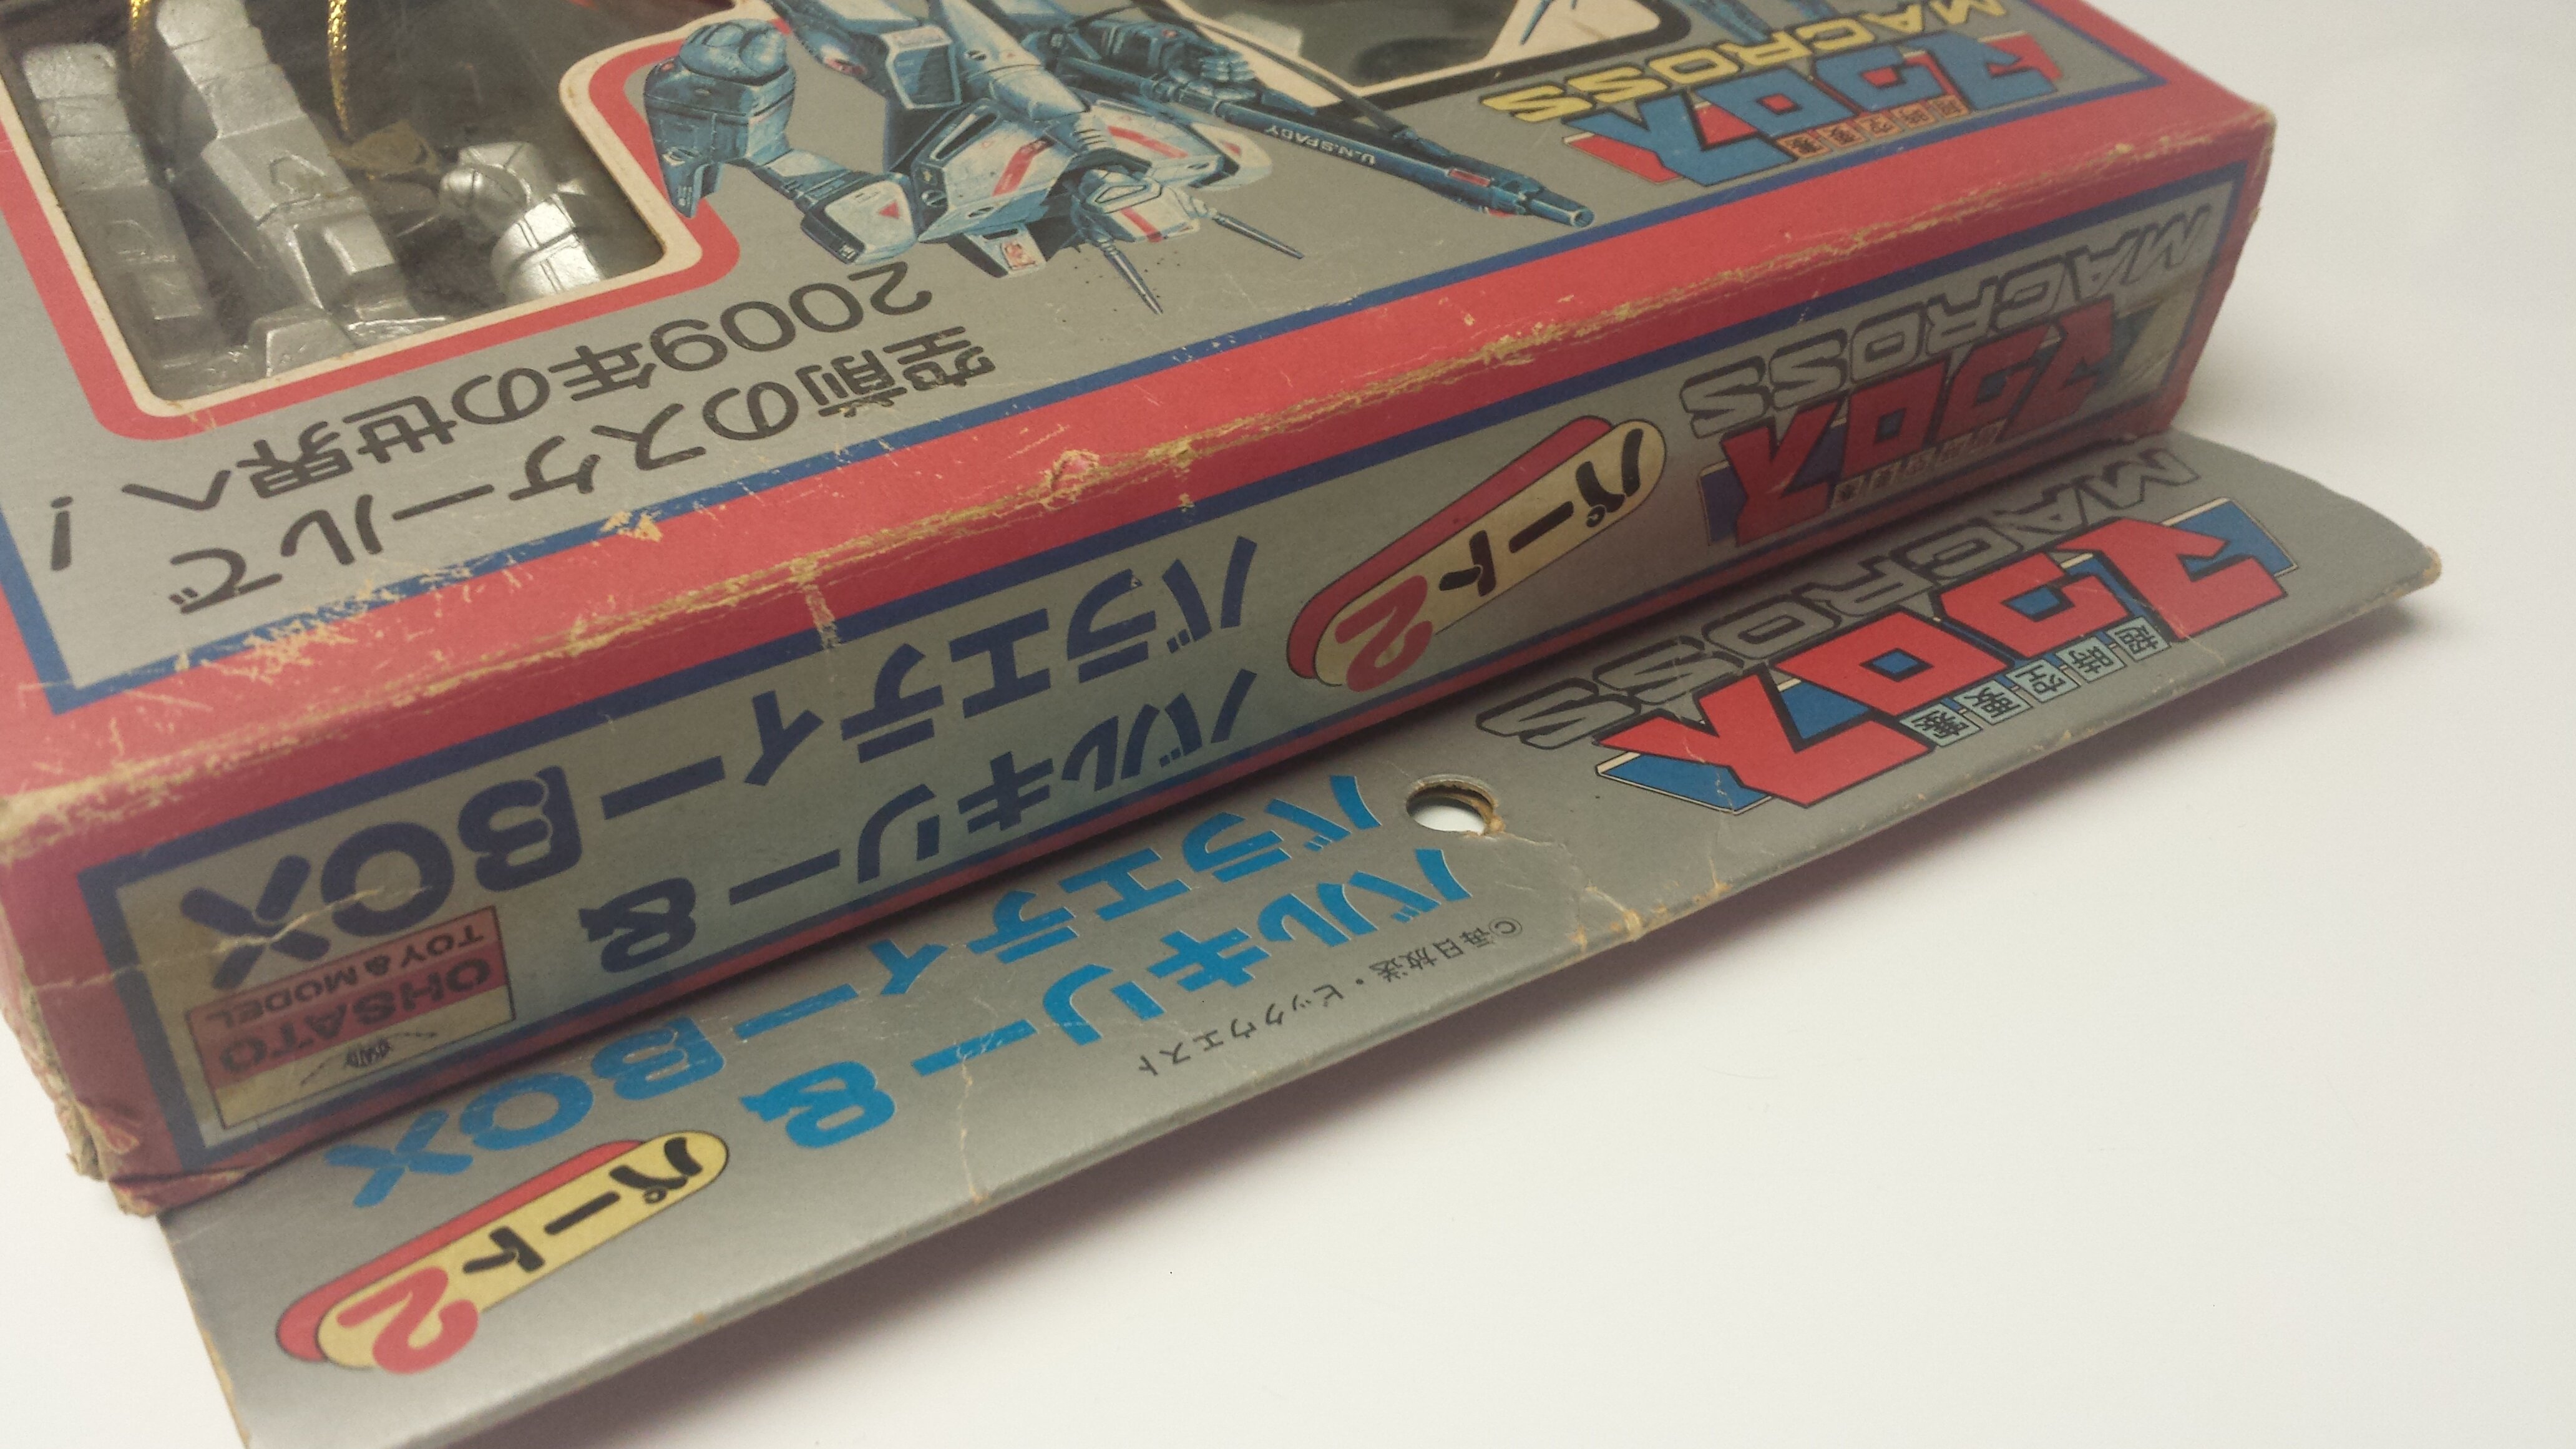 超時空要塞
マクロス
MACROSS
U.N.SPACY
空前のスケールで
2009年の世界へ!
超時空要塞
マクロス
MACROSS
パート2
バルキリー&
バラエティーBOX
OHSATO
TOY & MODEL
超時空要塞
マクロス
MACROSS
©毎日放送・ビックウエスト
バルキリー&
バラエティーBOX
パート2